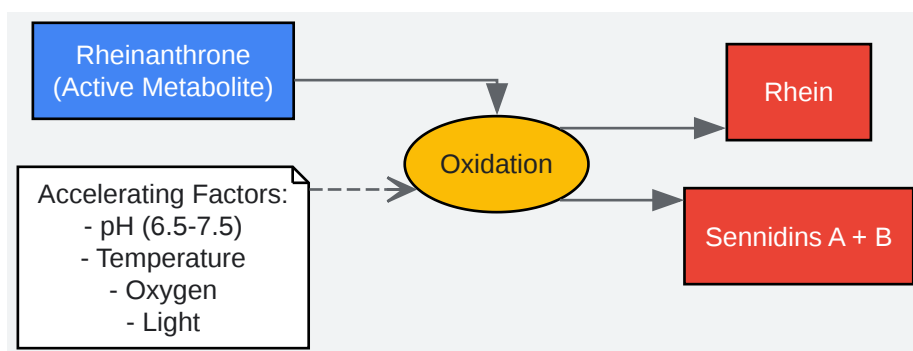 Rheinanthrone
(Active Metabolite)
Rhein
Oxidation
Accelerating Factors:
- pH (6.5-7.5)
- Temperature
- Oxygen
- Light
Sennidins A + B